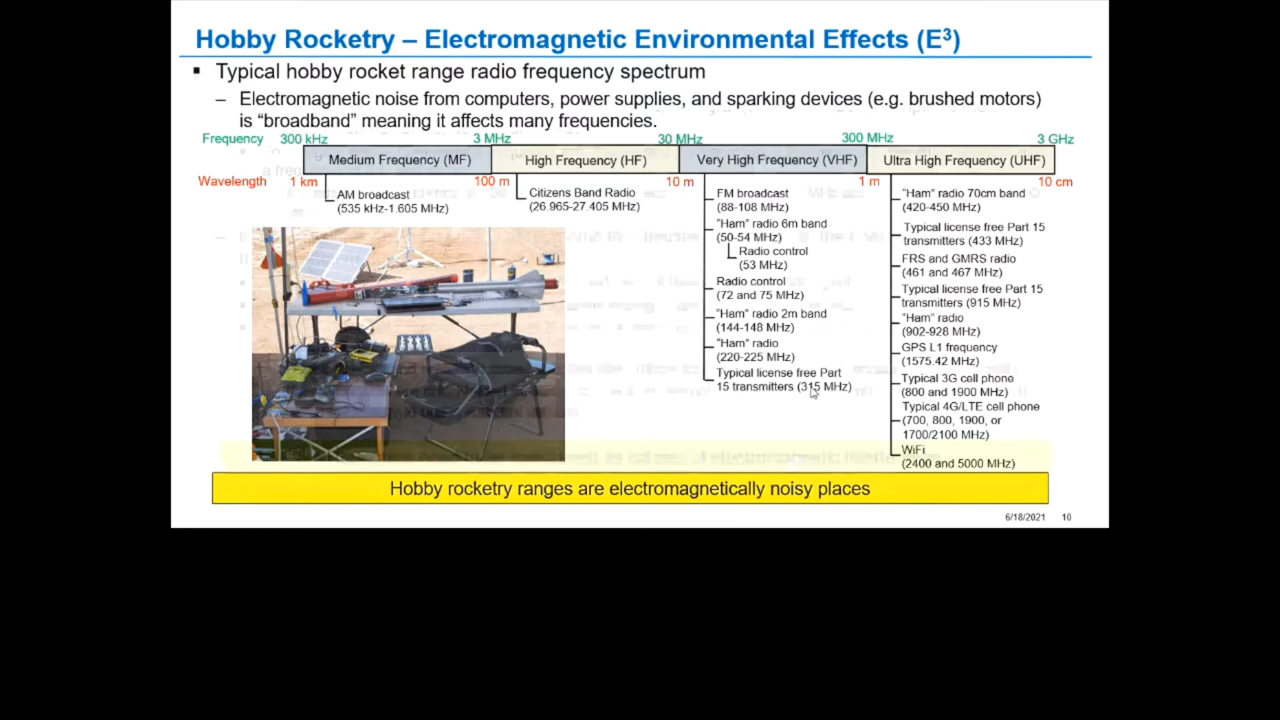 Hobby Rocketry – Electromagnetic Environmental Effects (E³)
▪ Typical hobby rocket range radio frequency spectrum
– Electromagnetic noise from computers, power supplies, and sparking devices (e.g. brushed motors)
is “broadband” meaning it affects many frequencies.
Frequency 300 kHz 3 MHz 30 MHz 300 MHz 3 GHz
Medium Frequency (MF) High Frequency (HF) Very High Frequency (VHF) Ultra High Frequency (UHF)
Wavelength 1 km 100 m 10 m 1 m 10 cm
AM broadcast
(535 kHz-1.605 MHz)
Citizens Band Radio
(26.965-27.405 MHz)
FM broadcast
(88-108 MHz)
“Ham” radio 6m band
(50-54 MHz)
Radio control
(53 MHz)
Radio control
(72 and 75 MHz)
“Ham” radio 2m band
(144-148 MHz)
“Ham” radio
(220-225 MHz)
Typical license free Part
15 transmitters (315 MHz)
“Ham” radio 70cm band
(420-450 MHz)
Typical license free Part 15
transmitters (433 MHz)
FRS and GMRS radio
(461 and 467 MHz)
Typical license free Part 15
transmitters (915 MHz)
“Ham” radio
(902-928 MHz)
GPS L1 frequency
(1575.42 MHz)
Typical 3G cell phone
(800 and 1900 MHz)
Typical 4G/LTE cell phone
(700, 800, 1900, or
1700/2100 MHz)
WiFi
(2400 and 5000 MHz)
Hobby rocketry ranges are electromagnetically noisy places
6/18/2021 10